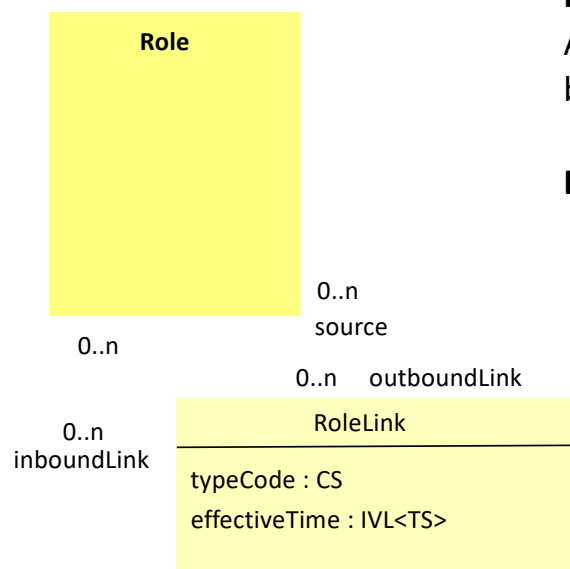 Role
0..n
source
0..n
0..n outboundLink
0..n
inboundLink
RoleLink
typeCode : CS
effectiveTime : IVL<TS>